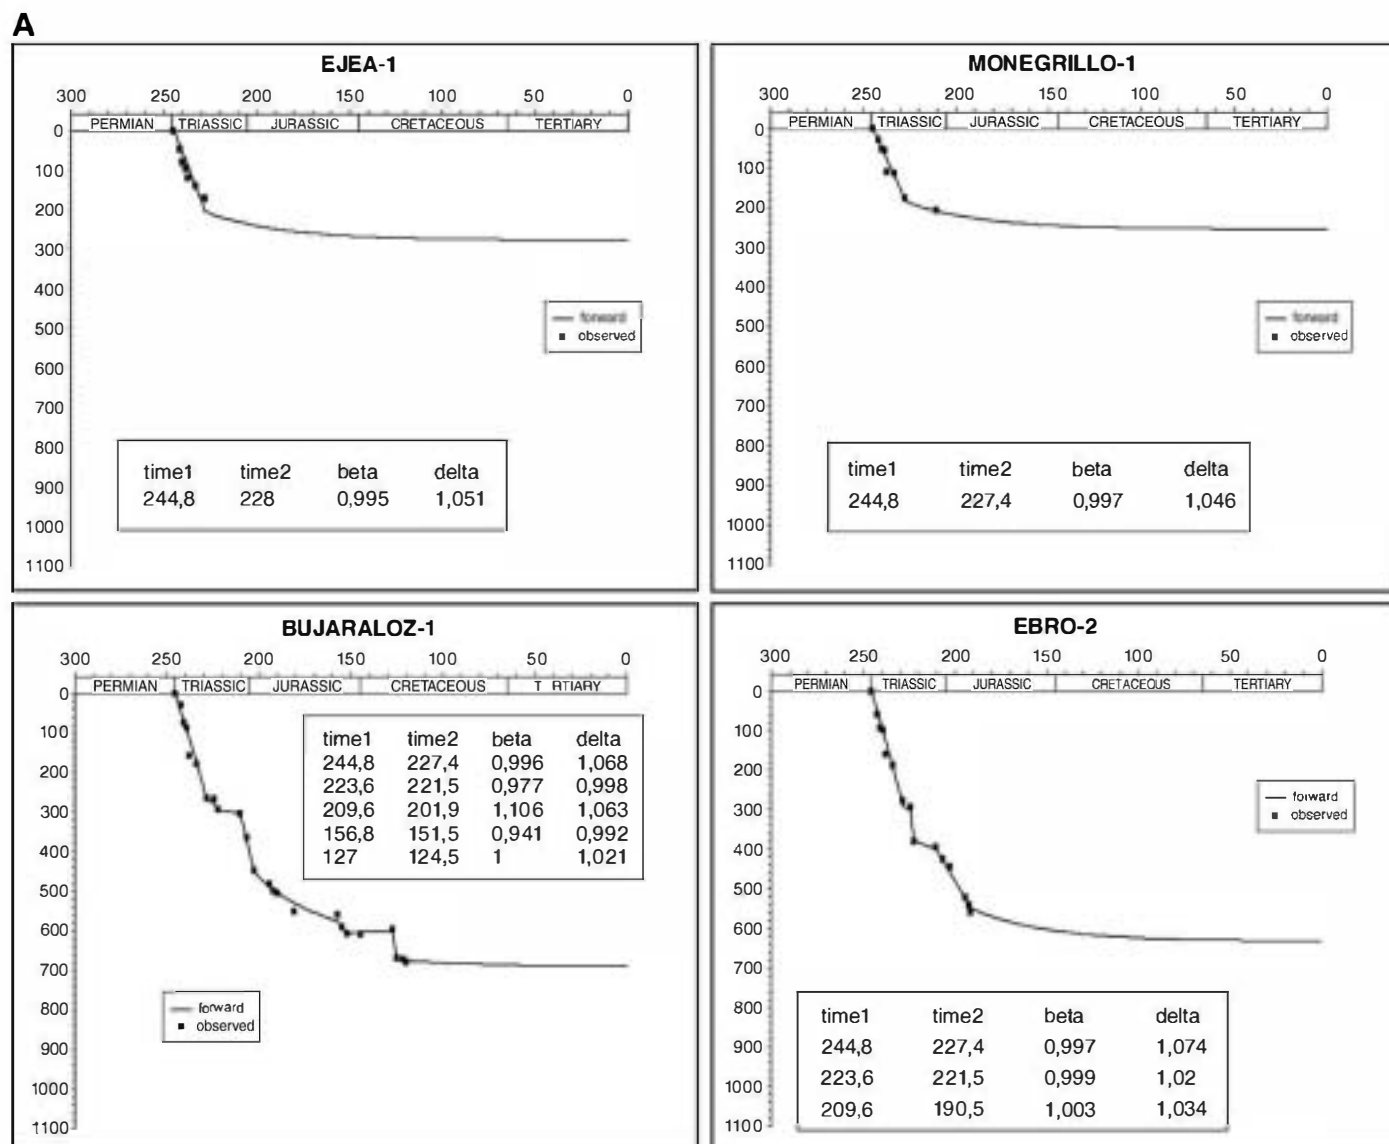 A
EJEA-1
300 250 200 150 100 50 0
PERMIAN TRIASSIC JURASSIC CRETACEOUS TERTIARY
0
100
200
300
400
500
600
700
800
900
1000
1100
forward
observed
time1 time2 beta delta
244,8 228 0,995 1,051
MONEGRILLO-1
300 250 200 150 100 50 0
PERMIAN TRIASSIC JURASSIC CRETACEOUS TERTIARY
0
100
200
300
400
500
600
700
800
900
1000
1100
forward
observed
time1 time2 beta delta
244,8 227,4 0,997 1,046
BUJARALOZ-1
300 250 200 150 100 50 0
PERMIAN TRIASSIC JURASSIC CRETACEOUS T RTIARY
0
100
200
300
400
500
600
700
800
900
1000
1100
time1 time2 beta delta
244,8 227,4 0,996 1,068
223,6 221,5 0,977 0,998
209,6 201,9 1,106 1,063
156,8 151,5 0,941 0,992
127 124,5 1 1,021
forward
observed
EBRO-2
300 250 200 150 100 50 0
PERMIAN TRIASSIC JURASSIC CRETACEOUS TERTIARY
0
100
200
300
400
500
600
700
800
900
1000
1100
forward
observed
time1 time2 beta delta
244,8 227,4 0,997 1,074
223,6 221,5 0,999 1,02
209,6 190,5 1,003 1,034